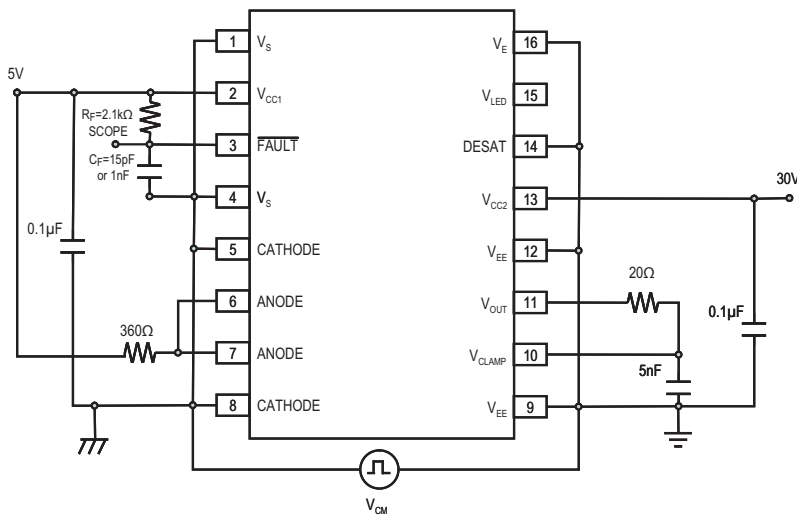 5V
R_F=2.1kΩ
SCOPE
C_F=15pF
or 1nF
0.1µF
360Ω
1 V_S
2 V_CC1
3 FAULT
4 V_S
5 CATHODE
6 ANODE
7 ANODE
8 CATHODE
16 V_E
15 V_LED
14 DESAT
13 V_CC2
12 V_EE
11 V_OUT
10 V_CLAMP
9 V_EE
30V
20Ω
0.1µF
5nF
V_CM